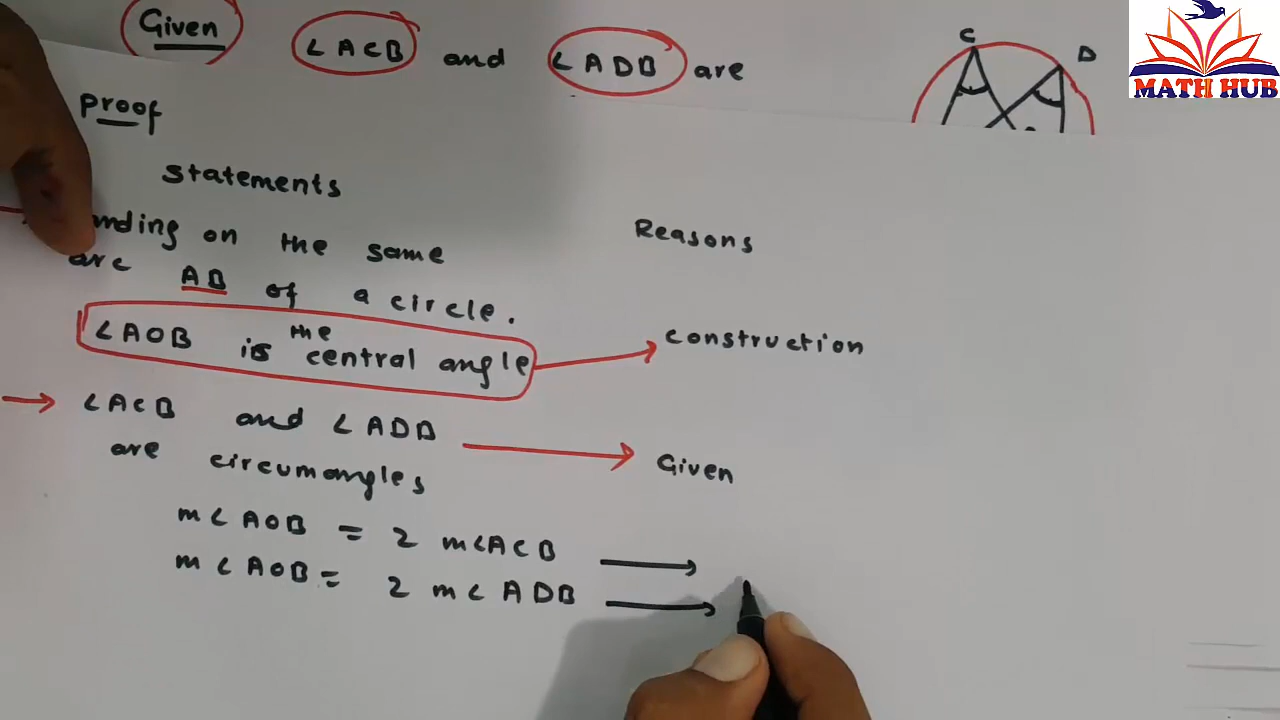 Given ∠ACB and ∠ADB are
C
D
MATH HUB
Proof
Statements
Reasons
nding on the same
arc AB of a circle.
∠AOB is the central angle
construction
∠ACB and ∠ADB
are circumangles
Given
m∠AOB = 2 m∠ACB
m∠AOB = 2 m∠ADB